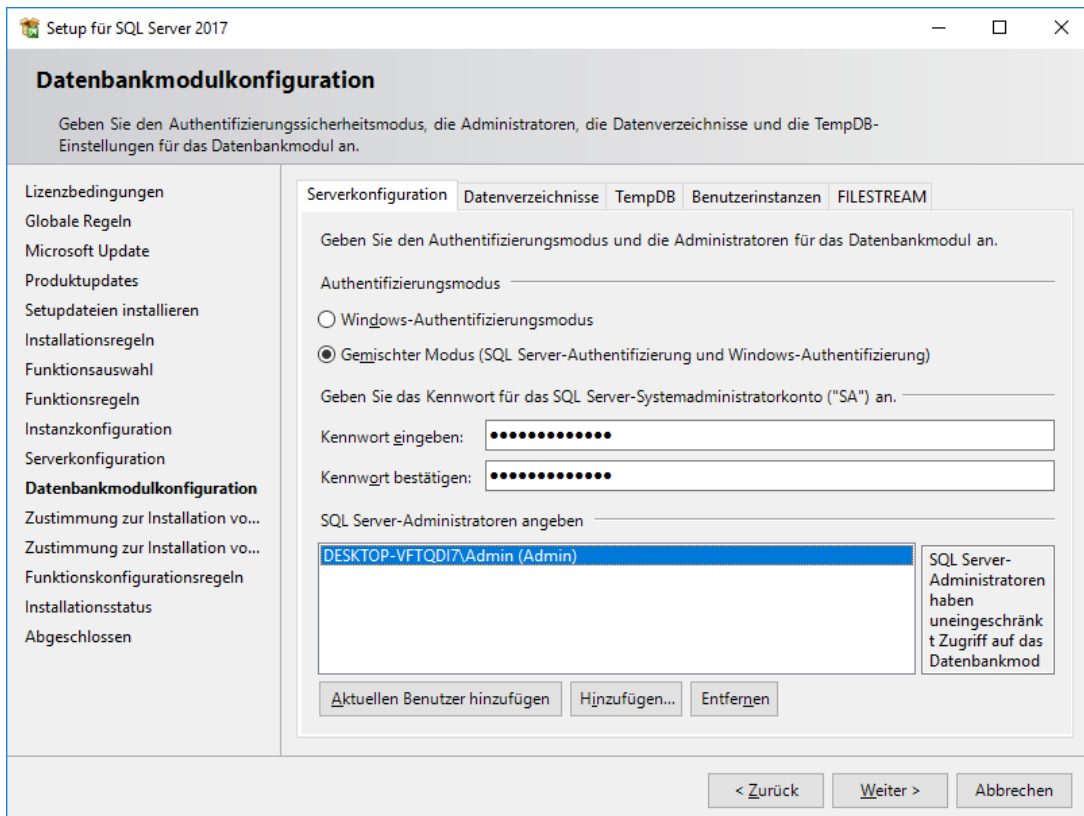 Setup für SQL Server 2017
Datenbankmodulkonfiguration
Geben Sie den Authentifizierungssicherheitsmodus, die Administratoren, die Datenverzeichnisse und die TempDB-
Einstellungen für das Datenbankmodul an.
Lizenzbedingungen
Globale Regeln
Microsoft Update
Produktupdates
Setupdateien installieren
Installationsregeln
Funktionsauswahl
Funktionsregeln
Instanzkonfiguration
Serverkonfiguration
Datenbankmodulkonfiguration
Zustimmung zur Installation vo...
Zustimmung zur Installation vo...
Funktionskonfigurationsregeln
Installationsstatus
Abgeschlossen
Serverkonfiguration Datenverzeichnisse TempDB Benutzerinstanzen FILESTREAM
Geben Sie den Authentifizierungsmodus und die Administratoren für das Datenbankmodul an.
Authentifizierungsmodus
Windows-Authentifizierungsmodus
Gemischter Modus (SQL Server-Authentifizierung und Windows-Authentifizierung)
Geben Sie das Kennwort für das SQL Server-Systemadministratorkonto ("SA") an.
Kennwort eingeben: ●●●●●●●●●●●●●
Kennwort bestätigen: ●●●●●●●●●●●●●
SQL Server-Administratoren angeben
DESKTOP-VFTQDI7\Admin (Admin)
SQL Server-
Administratoren
haben
uneingeschränk
t Zugriff auf das
Datenbankmod
Aktuellen Benutzer hinzufügen Hinzufügen... Entfernen
< Zurück Weiter > Abbrechen